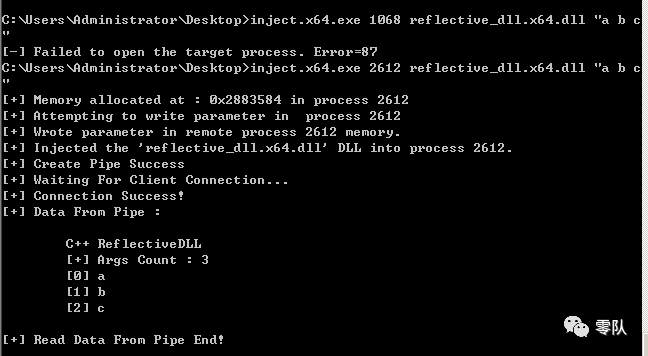 C:\Users\Administrator\Desktop>inject.x64.exe 1068 reflective_dll.x64.dll "a b c
"
[-] Failed to open the target process. Error=87
C:\Users\Administrator\Desktop>inject.x64.exe 2612 reflective_dll.x64.dll "a b c
"
[+] Memory allocated at : 0x2883584 in process 2612
[+] Attempting to write parameter in  process 2612
[+] Wrote parameter in remote process 2612 memory.
[+] Injected the 'reflective_dll.x64.dll' DLL into process 2612.
[+] Create Pipe Success
[+] Waiting For Client Connection...
[+] Connection Success!
[+] Data From Pipe :
C++ ReflectiveDLL
[+] Args Count : 3
[0] a
[1] b
[2] c
零队
[+] Read Data From Pipe End!